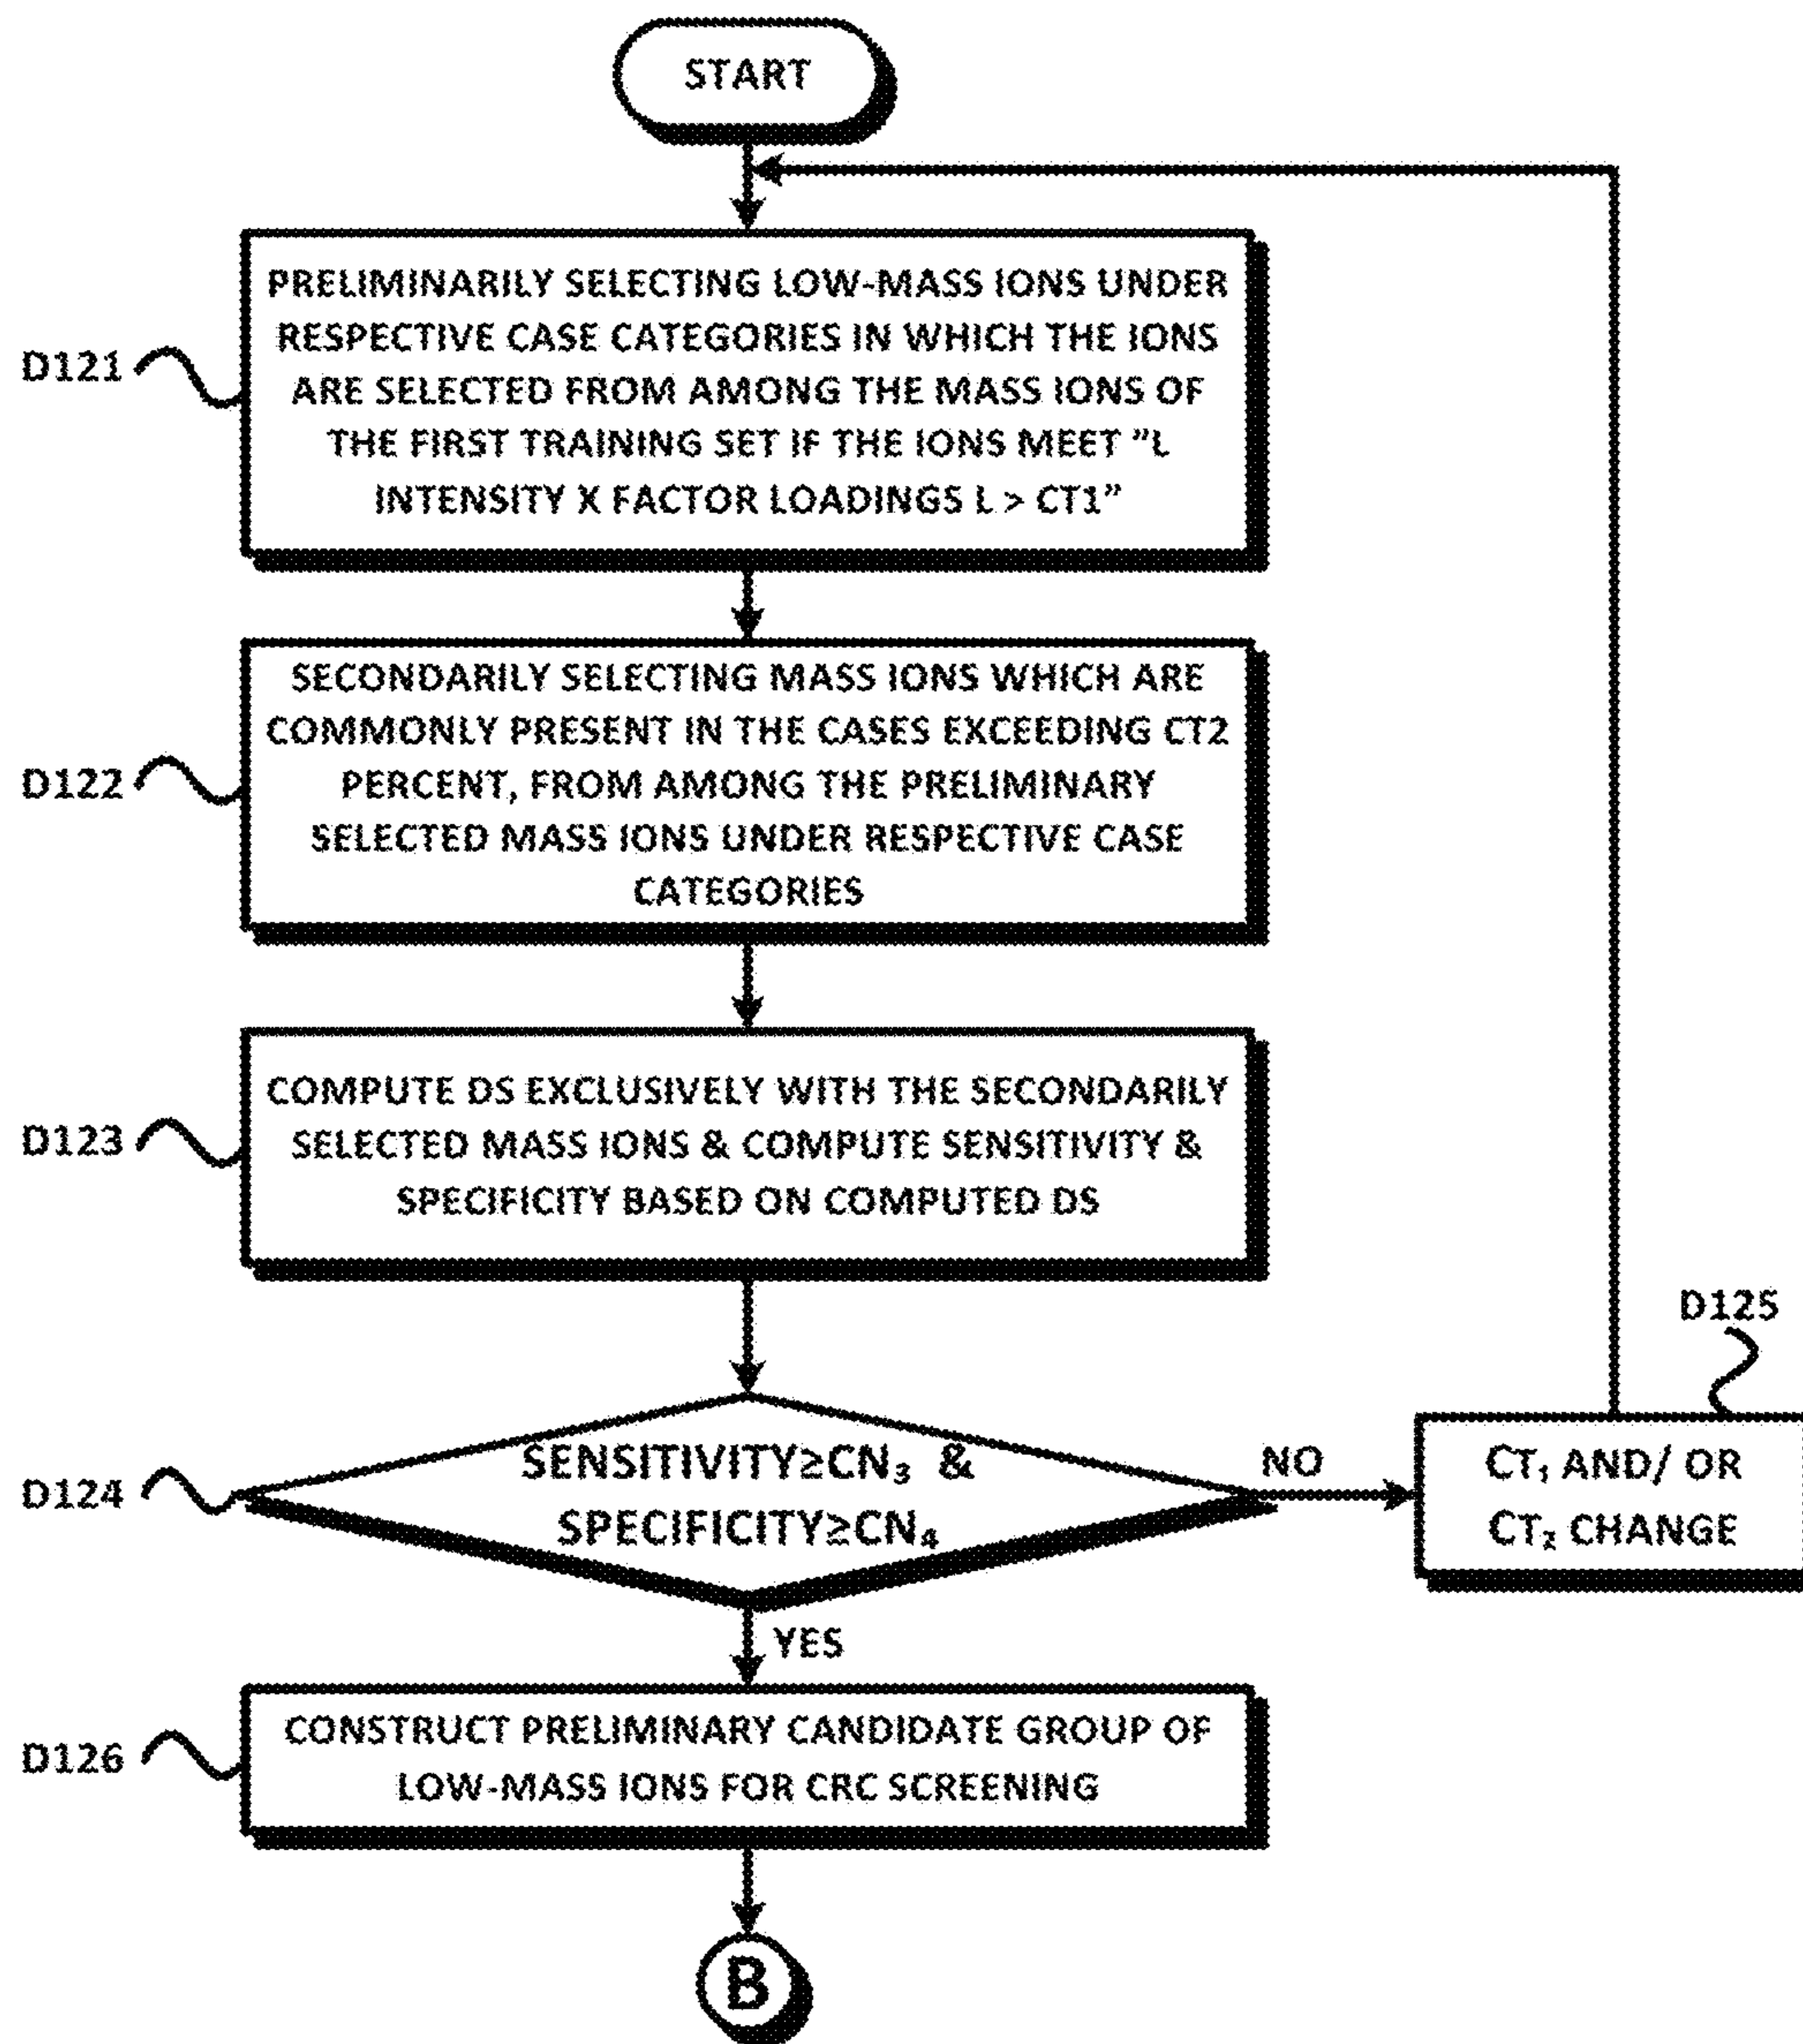 START
D121
PRELIMINARILY SELECTING LOW-MASS IONS UNDER
RESPECTIVE CASE CATEGORIES IN WHICH THE IONS
ARE SELECTED FROM AMONG THE MASS IONS OF
THE FIRST TRAINING SET IF THE IONS MEET "L
INTENSITY X FACTOR LOADINGS L > CT1"
D122
SECONDARILY SELECTING MASS IONS WHICH ARE
COMMONLY PRESENT IN THE CASES EXCEEDING CT2
PERCENT, FROM AMONG THE PRELIMINARY
SELECTED MASS IONS UNDER RESPECTIVE CASE
CATEGORIES
D123
COMPUTE DS EXCLUSIVELY WITH THE SECONDARILY
SELECTED MASS IONS & COMPUTE SENSITIVITY &
SPECIFICITY BASED ON COMPUTED DS
D124
SENSITIVITY≥CN₃ &
SPECIFICITY≥CN₄
NO
D125
CT₁ AND/ OR
CT₂ CHANGE
YES
D126
CONSTRUCT PRELIMINARY CANDIDATE GROUP OF
LOW-MASS IONS FOR CRC SCREENING
B